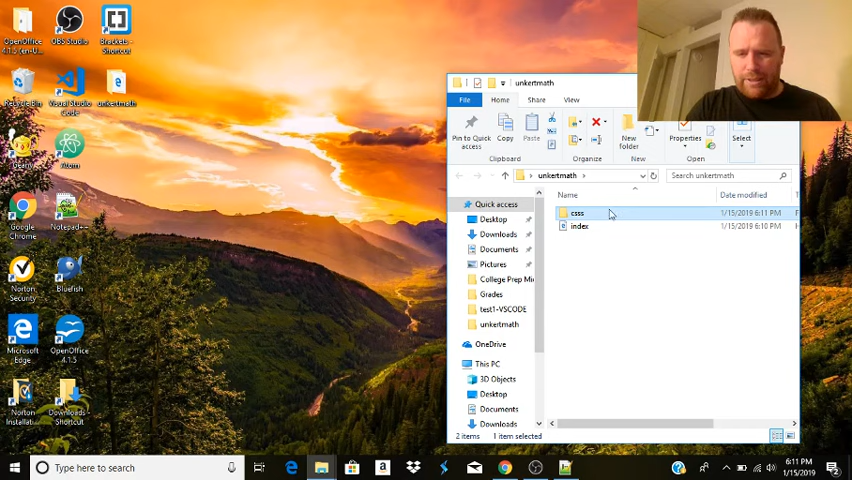 OpenOffice
4.1.5 (en-U...
OBS Studio
Brackets -
Shortcut
Recycle Bin
Visual Studio
Code
unkertmath
Geany
Atom
Google
Chrome
Notepad++
Norton
Security
Bluefish
Microsoft
Edge
OpenOffice
4.1.5
Norton
Installati...
Downloads -
Shortcut
unkertmath
File
Home
Share
View
Pin to Quick
access
Copy
Paste
New
folder
Properties
Select
Clipboard
Organize
New
Open
unkertmath
Search unkertmath
Name
Date modified
Quick access
Desktop
Downloads
Documents
Pictures
College Prep Mi
Grades
test1-VSCODE
unkertmath
OneDrive
This PC
3D Objects
Desktop
Documents
Downloads
csss
1/15/2019 6:11 PM
F
index
1/15/2019 6:10 PM
2 items
1 item selected
Type here to search
6:11 PM
1/15/2019
2